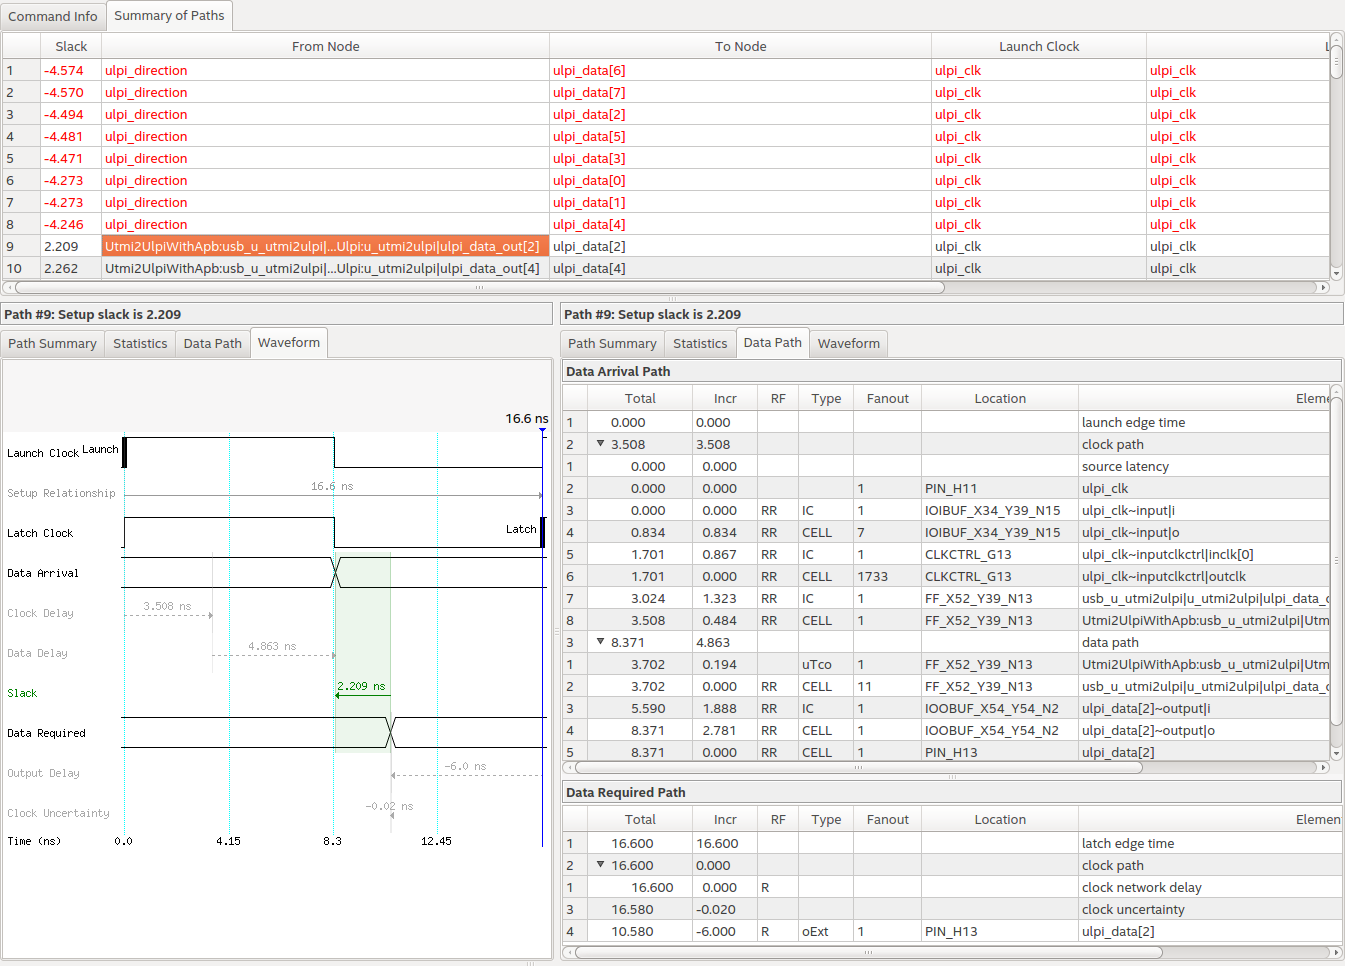 Command Info Summary of Paths
Slack From Node To Node Launch Clock
1 -4.574 ulpi_direction ulpi_data[6] ulpi_clk ulpi_clk
2 -4.570 ulpi_direction ulpi_data[7] ulpi_clk ulpi_clk
3 -4.494 ulpi_direction ulpi_data[2] ulpi_clk ulpi_clk
4 -4.481 ulpi_direction ulpi_data[5] ulpi_clk ulpi_clk
5 -4.471 ulpi_direction ulpi_data[3] ulpi_clk ulpi_clk
6 -4.273 ulpi_direction ulpi_data[0] ulpi_clk ulpi_clk
7 -4.273 ulpi_direction ulpi_data[1] ulpi_clk ulpi_clk
8 -4.246 ulpi_direction ulpi_data[4] ulpi_clk ulpi_clk
9 2.209 Utmi2UlpiWithApb:usb_u_utmi2ulpi|...Ulpi:u_utmi2ulpi|ulpi_data_out[2] ulpi_data[2] ulpi_clk ulpi_clk
10 2.262 Utmi2UlpiWithApb:usb_u_utmi2ulpi|...Ulpi:u_utmi2ulpi|ulpi_data_out[4] ulpi_data[4] ulpi_clk ulpi_clk
Path #9: Setup slack is 2.209
Path Summary Statistics Data Path Waveform
16.6 ns
Launch Clock Launch
Setup Relationship 16.6 ns
Latch Clock Latch
Data Arrival
Clock Delay 3.508 ns
Data Delay 4.863 ns
Slack 2.209 ns
Data Required
Output Delay -6.0 ns
Clock Uncertainty -0.02 ns
Time (ns) 0.0 4.15 8.3 12.45
Path #9: Setup slack is 2.209
Path Summary Statistics Data Path Waveform
Data Arrival Path
Total Incr RF Type Fanout Location Eleme
1 0.000 0.000 launch edge time
2 3.508 3.508 clock path
1 0.000 0.000 source latency
2 0.000 0.000 1 PIN_H11 ulpi_clk
3 0.000 0.000 RR IC 1 IOIBUF_X34_Y39_N15 ulpi_clk~input|i
4 0.834 0.834 RR CELL 7 IOIBUF_X34_Y39_N15 ulpi_clk~input|o
5 1.701 0.867 RR IC 1 CLKCTRL_G13 ulpi_clk~inputclkctrl|inclk[0]
6 1.701 0.000 RR CELL 1733 CLKCTRL_G13 ulpi_clk~inputclkctrl|outclk
7 3.024 1.323 RR IC 1 FF_X52_Y39_N13 usb_u_utmi2ulpi|u_utmi2ulpi|ulpi_data_
8 3.508 0.484 RR CELL 1 FF_X52_Y39_N13 Utmi2UlpiWithApb:usb_u_utmi2ulpi|Utm
3 8.371 4.863 data path
1 3.702 0.194 uTco 1 FF_X52_Y39_N13 Utmi2UlpiWithApb:usb_u_utmi2ulpi|Utm
2 3.702 0.000 RR CELL 11 FF_X52_Y39_N13 usb_u_utmi2ulpi|u_utmi2ulpi|ulpi_data_
3 5.590 1.888 RR IC 1 IOOBUF_X54_Y54_N2 ulpi_data[2]~output|i
4 8.371 2.781 RR CELL 1 IOOBUF_X54_Y54_N2 ulpi_data[2]~output|o
5 8.371 0.000 RR CELL 1 PIN_H13 ulpi_data[2]
Data Required Path
Total Incr RF Type Fanout Location Elemen
1 16.600 16.600 latch edge time
2 16.600 0.000 clock path
1 16.600 0.000 R clock network delay
3 16.580 -0.020 clock uncertainty
4 10.580 -6.000 R oExt 1 PIN_H13 ulpi_data[2]